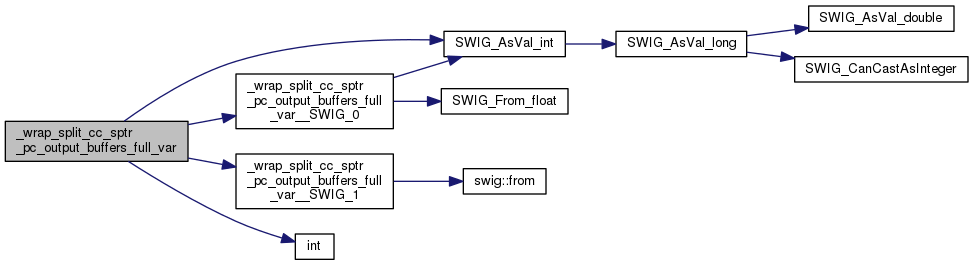 _wrap_split_cc_sptr
_pc_output_buffers_full_var
SWIG_AsVal_int
_wrap_split_cc_sptr
_pc_output_buffers_full
_var__SWIG_0
SWIG_From_float
_wrap_split_cc_sptr
_pc_output_buffers_full
_var__SWIG_1
swig::from
int
SWIG_AsVal_long
SWIG_AsVal_double
SWIG_CanCastAsInteger